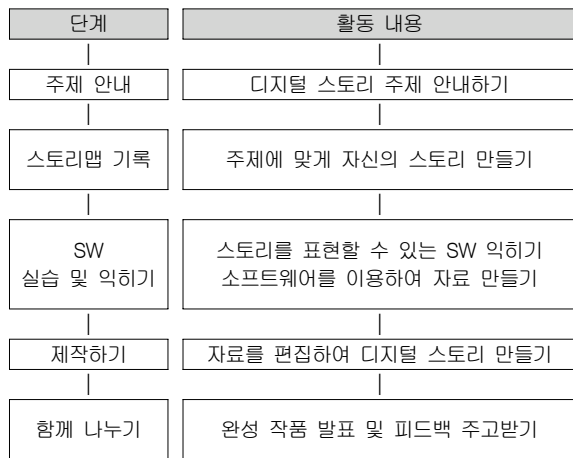 단계
활동 내용
주제 안내
디지털 스토리 주제 안내하기
스토리맵 기록
주제에 맞게 자신의 스토리 만들기
SW
실습 및 익히기
스토리를 표현할 수 있는 SW 익히기
소프트웨어를 이용하여 자료 만들기
제작하기
자료를 편집하여 디지털 스토리 만들기
함께 나누기
완성 작품 발표 및 피드백 주고받기